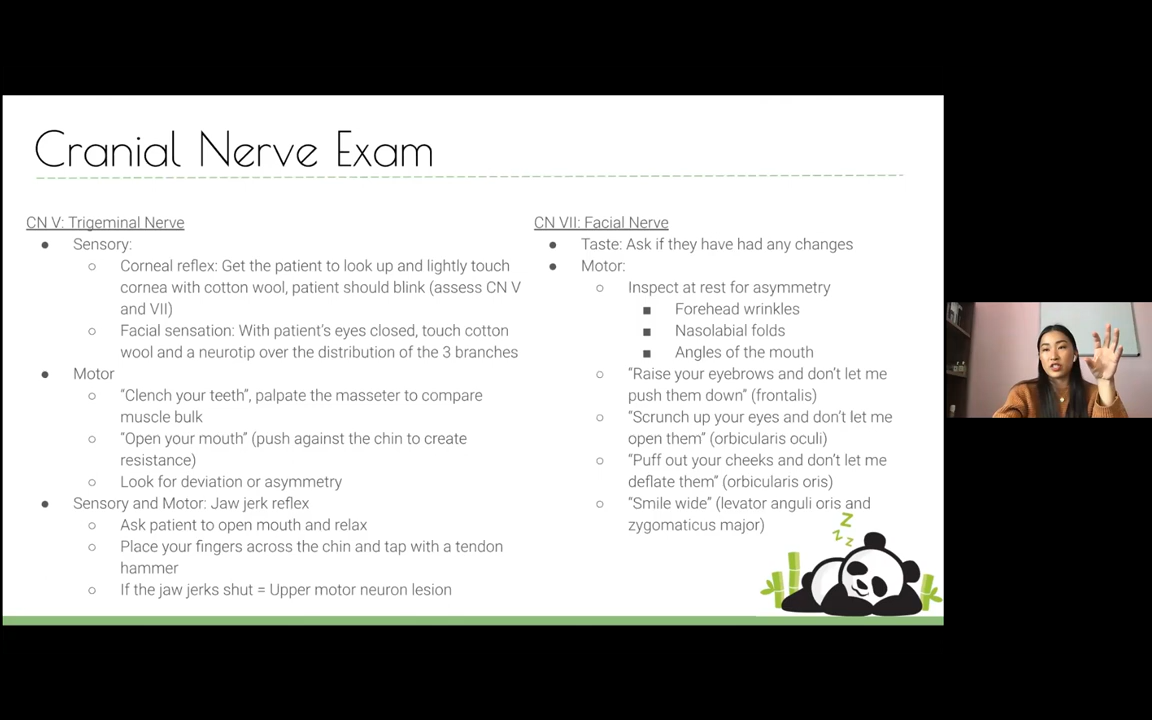 Cranial Nerve Exam
CN V: Trigeminal Nerve
● Sensory:
○ Corneal reflex: Get the patient to look up and lightly touch
cornea with cotton wool, patient should blink (assess CN V
and VII)
○ Facial sensation: With patient's eyes closed, touch cotton
wool and a neurotip over the distribution of the 3 branches
● Motor
○ “Clench your teeth”, palpate the masseter to compare
muscle bulk
○ “Open your mouth” (push against the chin to create
resistance)
○ Look for deviation or asymmetry
● Sensory and Motor: Jaw jerk reflex
○ Ask patient to open mouth and relax
○ Place your fingers across the chin and tap with a tendon
hammer
○ If the jaw jerks shut = Upper motor neuron lesion
CN VII: Facial Nerve
● Taste: Ask if they have had any changes
● Motor:
○ Inspect at rest for asymmetry
■ Forehead wrinkles
■ Nasolabial folds
■ Angles of the mouth
○ “Raise your eyebrows and don't let me
push them down” (frontalis)
○ “Scrunch up your eyes and don't let me
open them” (orbicularis oculi)
○ “Puff out your cheeks and don't let me
deflate them” (orbicularis oris)
○ “Smile wide” (levator anguli oris and
zygomaticus major)
Z
Z
Z